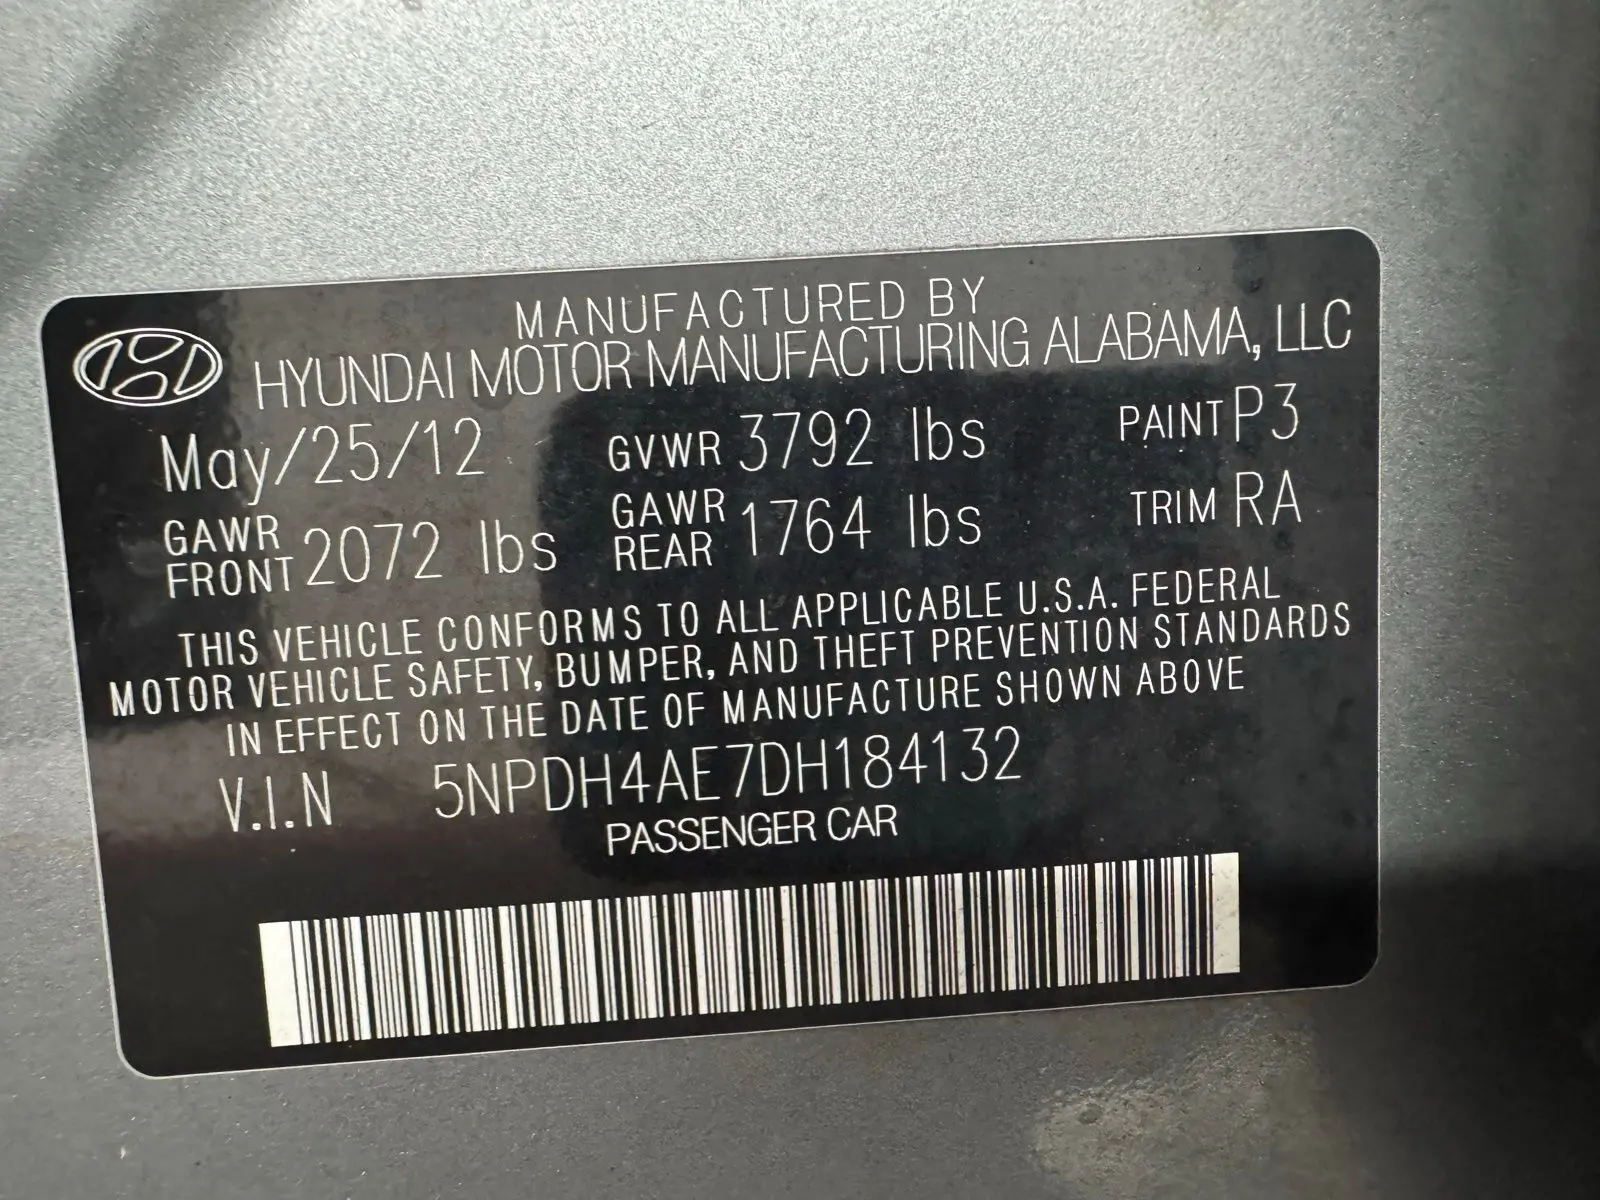 MANUFACTURED BY
HYUNDAI MOTOR MANUFACTURING ALABAMA, LLC
May/25/12 GVWR 3792 lbs PAINT P3
GAWR FRONT 2072 lbs GAWR REAR 1764 lbs TRIM RA
THIS VEHICLE CONFORMS TO ALL APPLICABLE U.S.A. FEDERAL
MOTOR VEHICLE SAFETY, BUMPER, AND THEFT PREVENTION STANDARDS
IN EFFECT ON THE DATE OF MANUFACTURE SHOWN ABOVE
V.I.N 5NPDH4AE7DH184132
PASSENGER CAR